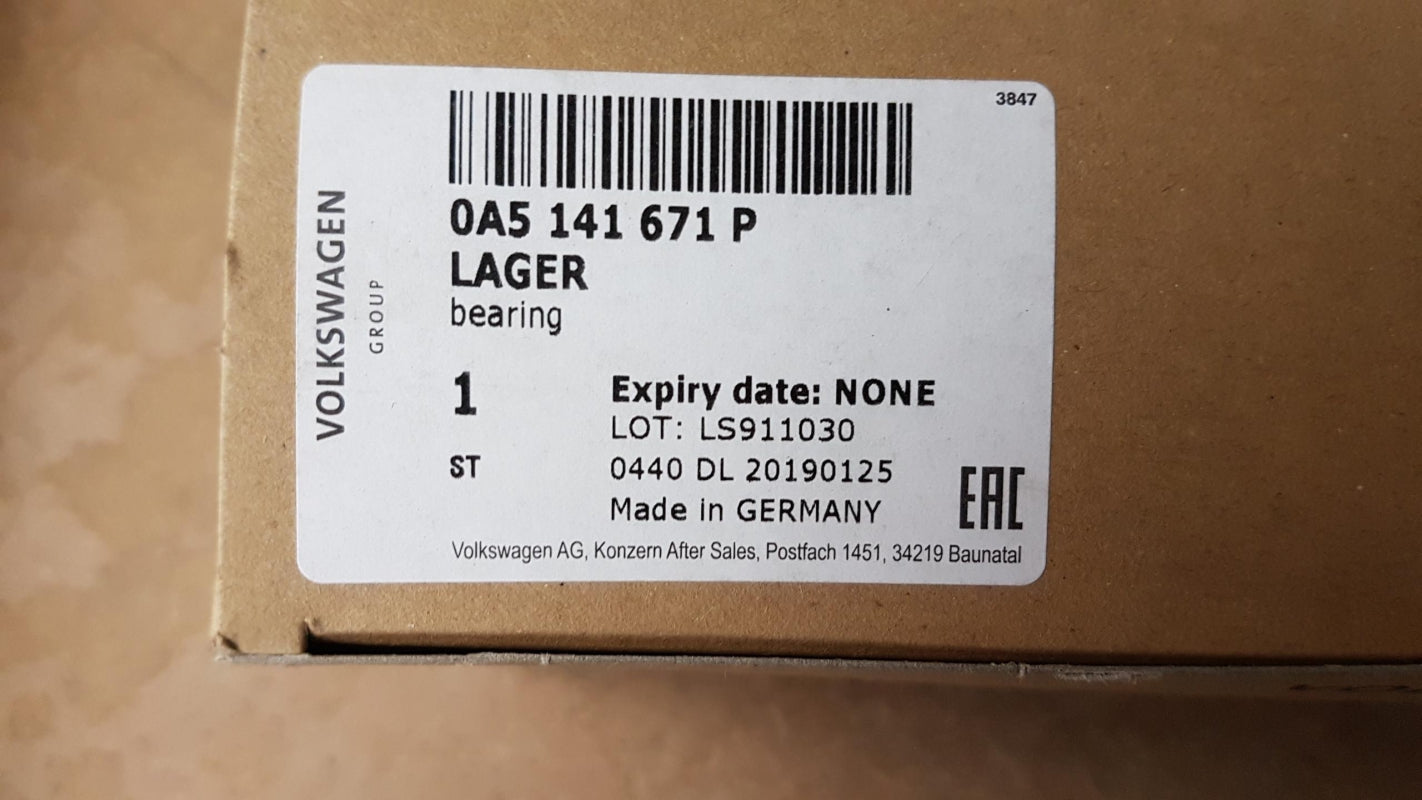 3847
VOLKSWAGEN
GROUP
0A5 141 671 P
LAGER
bearing
1
Expiry date: NONE
LOT: LS911030
ST
0440 DL 20190125
Made in GERMANY
EAC
Volkswagen AG, Konzern After Sales, Postfach 1451, 34219 Baunatal